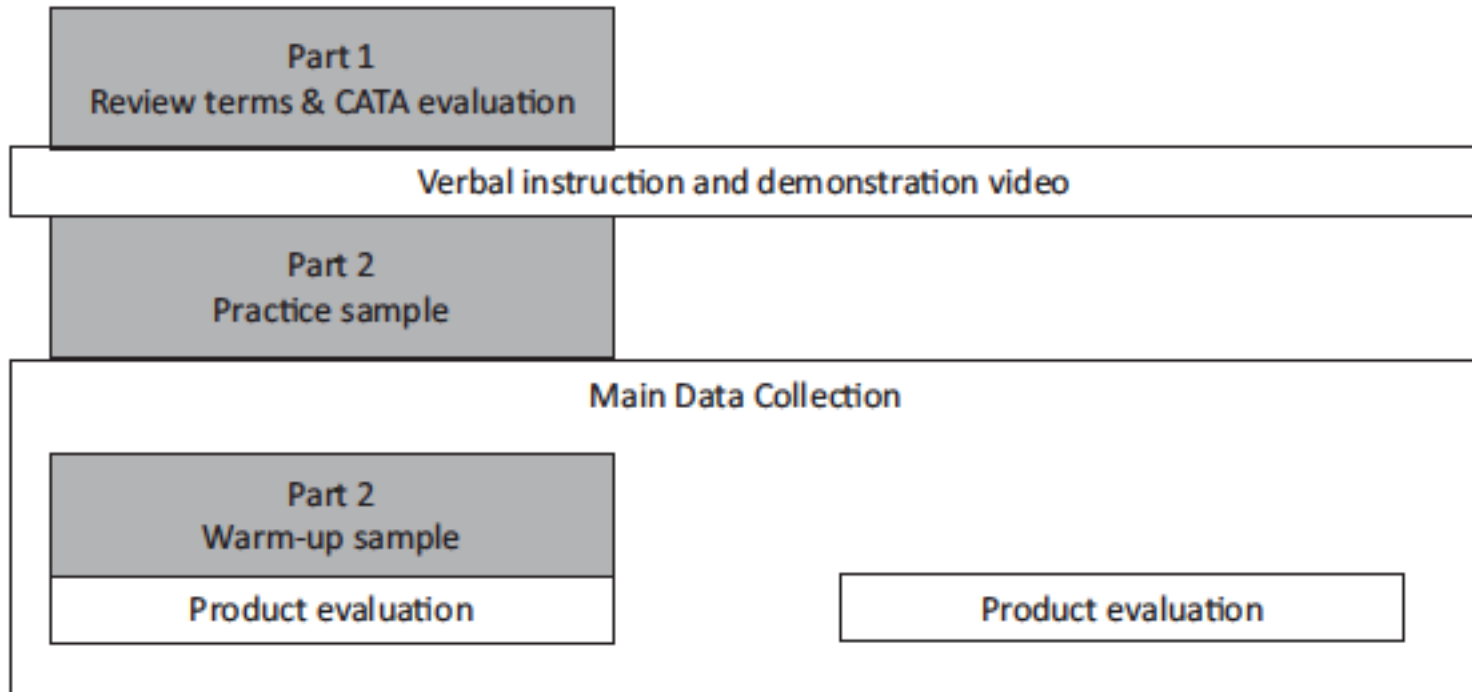 Part 1
Review terms & CATA evaluation
Verbal instruction and demonstration video
Part 2
Practice sample
Main Data Collection
Part 2
Warm-up sample
Product evaluation
Product evaluation